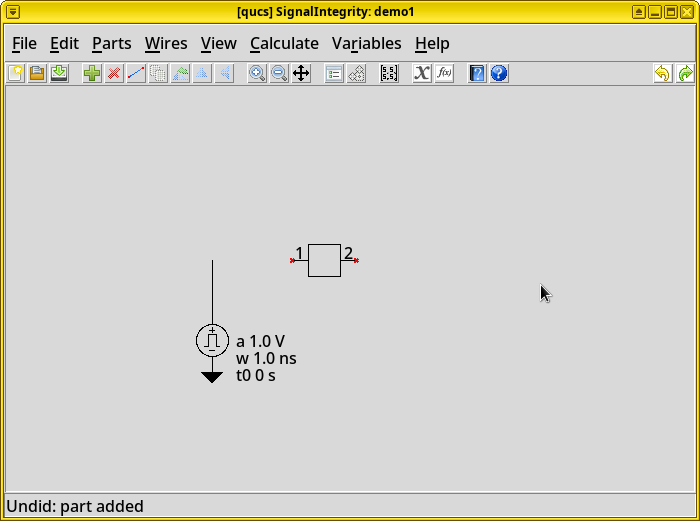 [qucs] SignalIntegrity: demo1
File Edit Parts Wires View Calculate Variables Help
S S
S S
X f(x) ? ?
1 2
a 1.0 V
w 1.0 ns
t0 0 s
Undid: part added